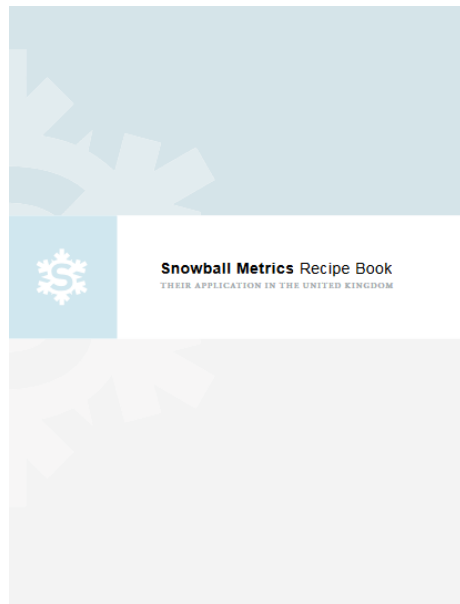 S
Snowball Metrics Recipe Book
THEIR APPLICATION IN THE UNITED KINGDOM